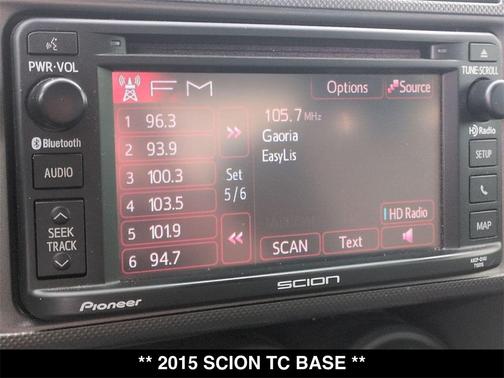 PWR·VOL
Bluetooth
AUDIO
SEEK
TRACK
FM
Options
Source
1 96.3
2 93.9
3 100.3
4 103.5
5 101.9
6 94.7
Set
5/6
105.7 MHz
Gaoria
EasyLis
HD Radio
SCAN
Text
TUNE·SCROLL
HD Radio
SETUP
MAP
Pioneer
SCION
** 2015 SCION TC BASE **